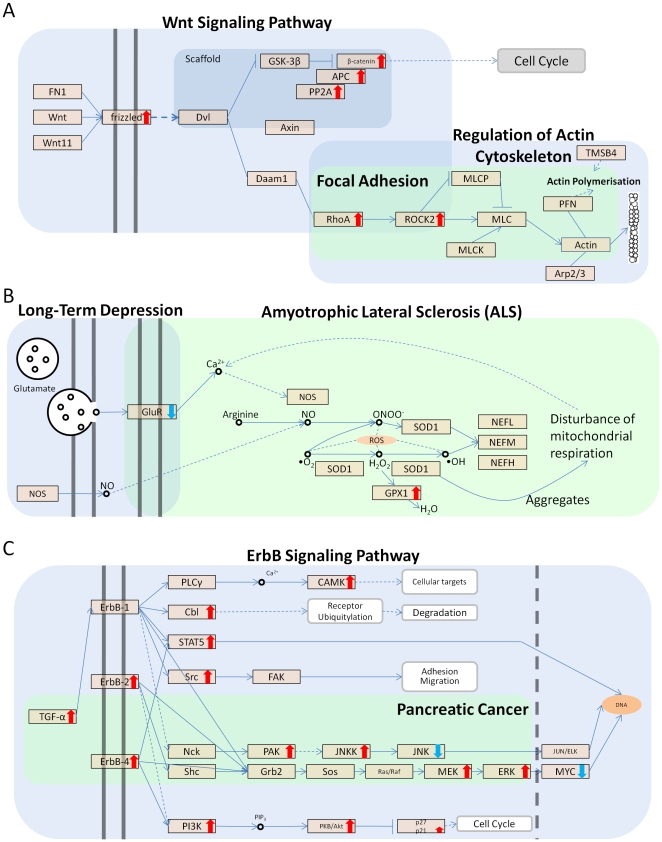 A
Wnt Signaling Pathway
Scaffold
GSK-3β
β-catenin
APC
PP2A
Cell Cycle
FN1
Wnt
Wnt11
frizzled
Dvl
Axin
Regulation of Actin
Cytoskeleton
TMSB4
Daam1
Focal Adhesion
MLCP
Actin Polymerisation
PFN
RhoA
ROCK2
MLC
MLCK
Actin
Arp2/3
B
Long-Term Depression
Amyotrophic Lateral Sclerosis (ALS)
Glutamate
Ca²⁺
NOS
GluR
Arginine
NO
ONOO⁻
SOD1
NEFL
NEFM
NEFH
ROS
•O₂⁻
H₂O₂
•OH
SOD1
SOD1
GPX1
H₂O
Disturbance of
mitochondrial
respiration
Aggregates
NOS
NO
C
ErbB Signaling Pathway
PLCγ
Ca²⁺
CAMK
Cellular targets
ErbB-1
Cbl
Receptor
Ubiquitylation
Degradation
STAT5
Src
FAK
Adhesion
Migration
ErbB-2
Pancreatic Cancer
TGF-α
DNA
ErbB-4
Nck
PAK
JNKK
JNK
JUN/ELK
Shc
Grb2
Sos
Ras/Raf
MEK
ERK
MYC
PI3K
PIP₃
PKB/Akt
p27
p21
Cell Cycle